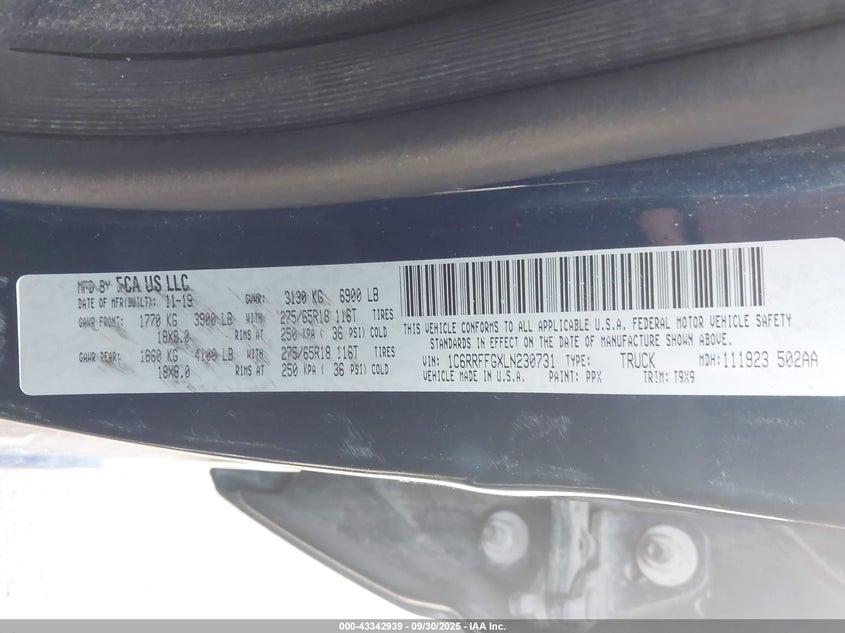 MFD BY FCA US LLC
DATE OF MFR(BUILT): 11-19 GVWR: 3130 KG 6900 LB
GAWR FRONT: 1770 KG 3900 LB WITH 275/65R18 116T TIRES
18X8.0 RIMS AT 250 KPA ( 36 PSI) COLD
GAWR REAR: 1860 KG 4100 LB WITH 275/65R18 116T TIRES
18X8.0 RIMS AT 250 KPA ( 36 PSI) COLD
THIS VEHICLE CONFORMS TO ALL APPLICABLE U.S.A. FEDERAL MOTOR VEHICLE SAFETY
STANDARDS IN EFFECT ON THE DATE OF MANUFACTURE SHOWN ABOVE.
VIN: 1C6RRFFGXLN230731 TYPE: TRUCK MDH: 111923 502AA
VEHICLE MADE IN U.S.A. PAINT: PPX TRIM: T9X9
000-43342939 - 09/30/2025 - IAA Inc.